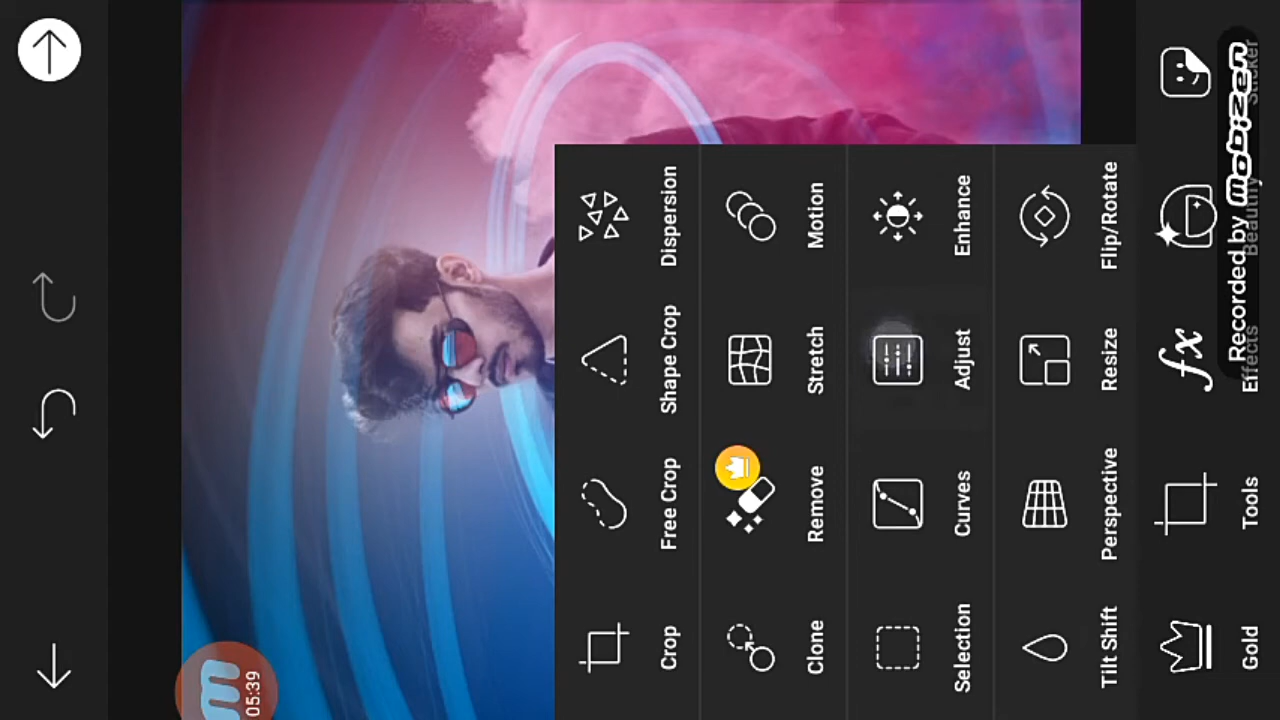 Crop
Free Crop
Shape Crop
Dispersion
Clone
Remove
Stretch
Motion
Selection
Curves
Adjust
Enhance
Tilt Shift
Perspective
Resize
Flip/Rotate
Gold
Tools
Effects
Beautify
Sticker
Recorded by mobizen
m
05:39